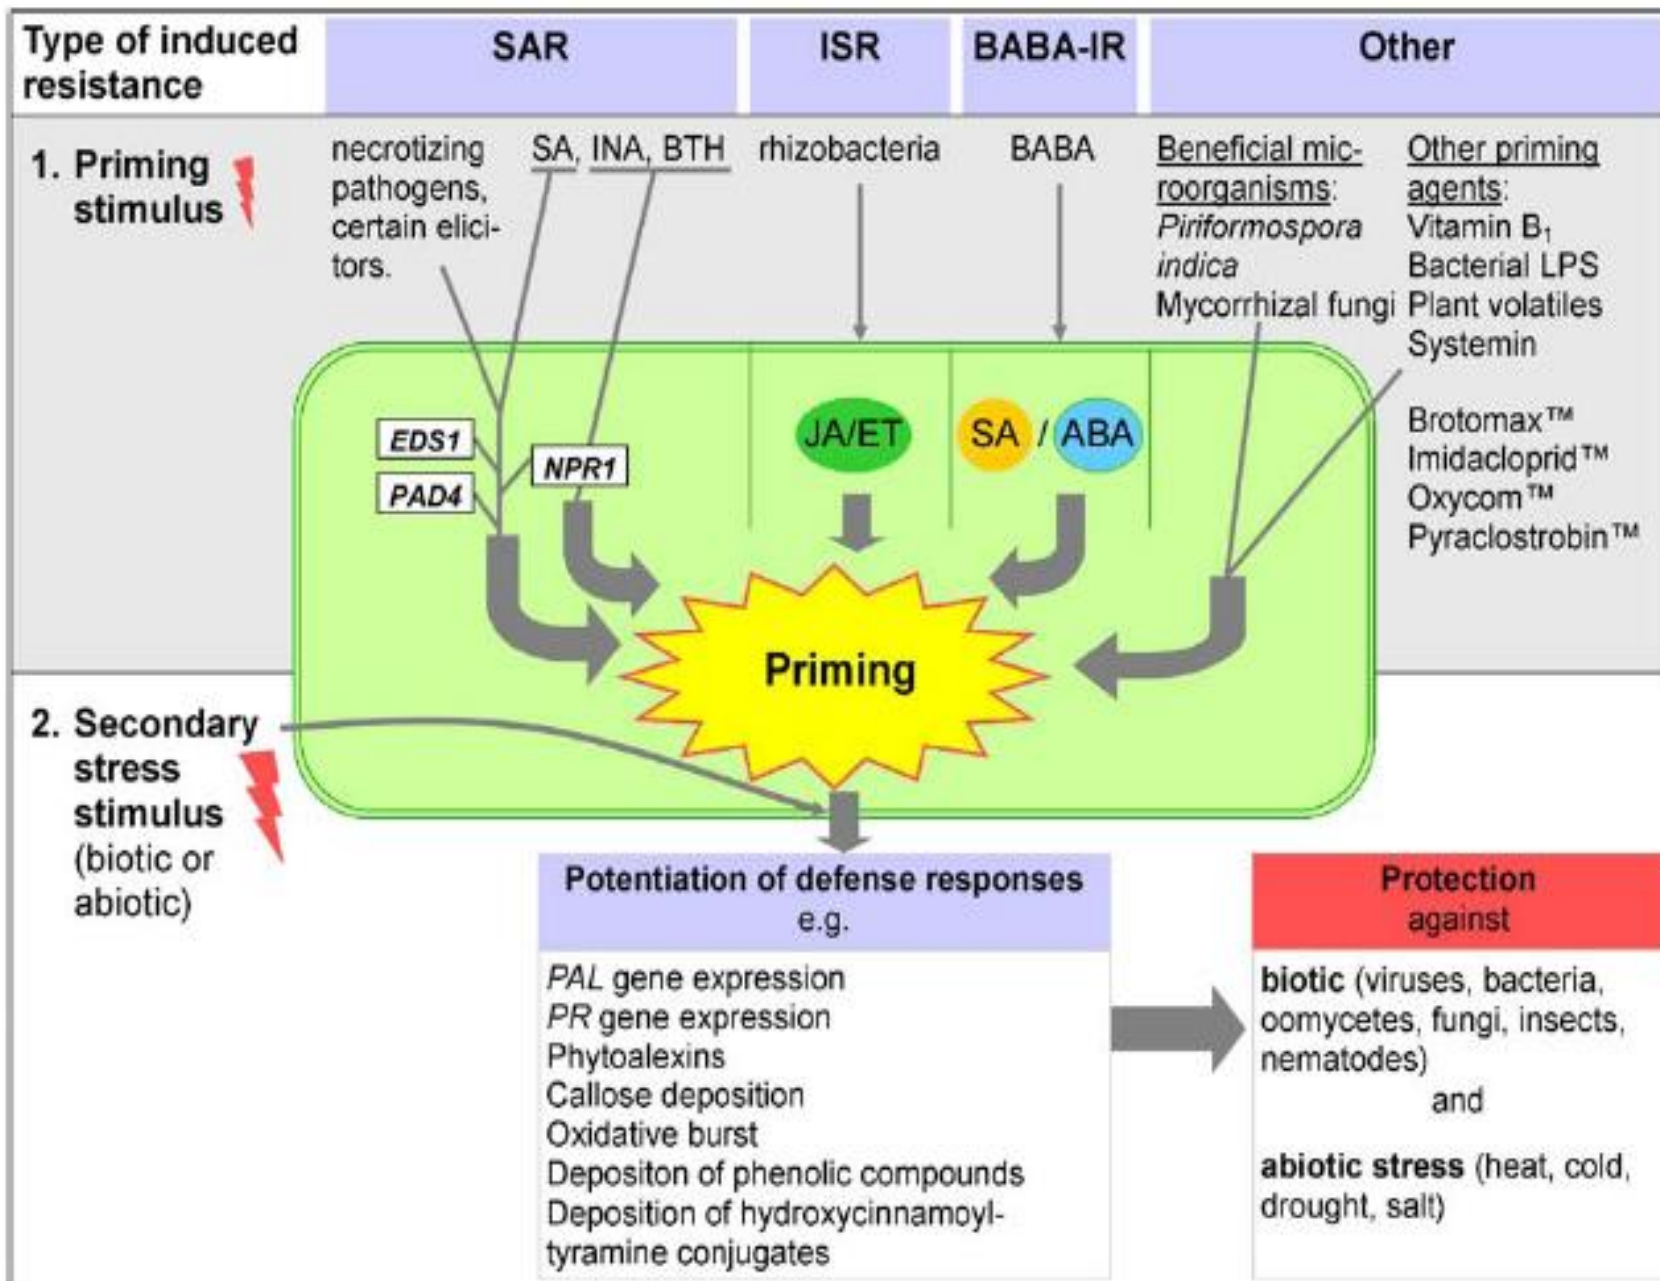 Type of induced
resistance
SAR
ISR
BABA-IR
Other
1. Priming
stimulus
necrotizing
pathogens,
certain elici-
tors.
SA, INA, BTH
rhizobacteria
BABA
Beneficial mic-
roorganisms:
Piriformospora
indica
Mycorrhizal fungi
Other priming
agents:
Vitamin B₁
Bacterial LPS
Plant volatiles
Systemin
Brotomax™
Imidacloprid™
Oxycom™
Pyraclostrobin™
EDS1
PAD4
NPR1
JA/ET
SA / ABA
Priming
2. Secondary
stress
stimulus
(biotic or
abiotic)
Potentiation of defense responses
e.g.
PAL gene expression
PR gene expression
Phytoalexins
Callose deposition
Oxidative burst
Depositon of phenolic compounds
Deposition of hydroxycinnamoyl-
tyramine conjugates
Protection
against
biotic (viruses, bacteria,
oomycetes, fungi, insects,
nematodes)
and
abiotic stress (heat, cold,
drought, salt)